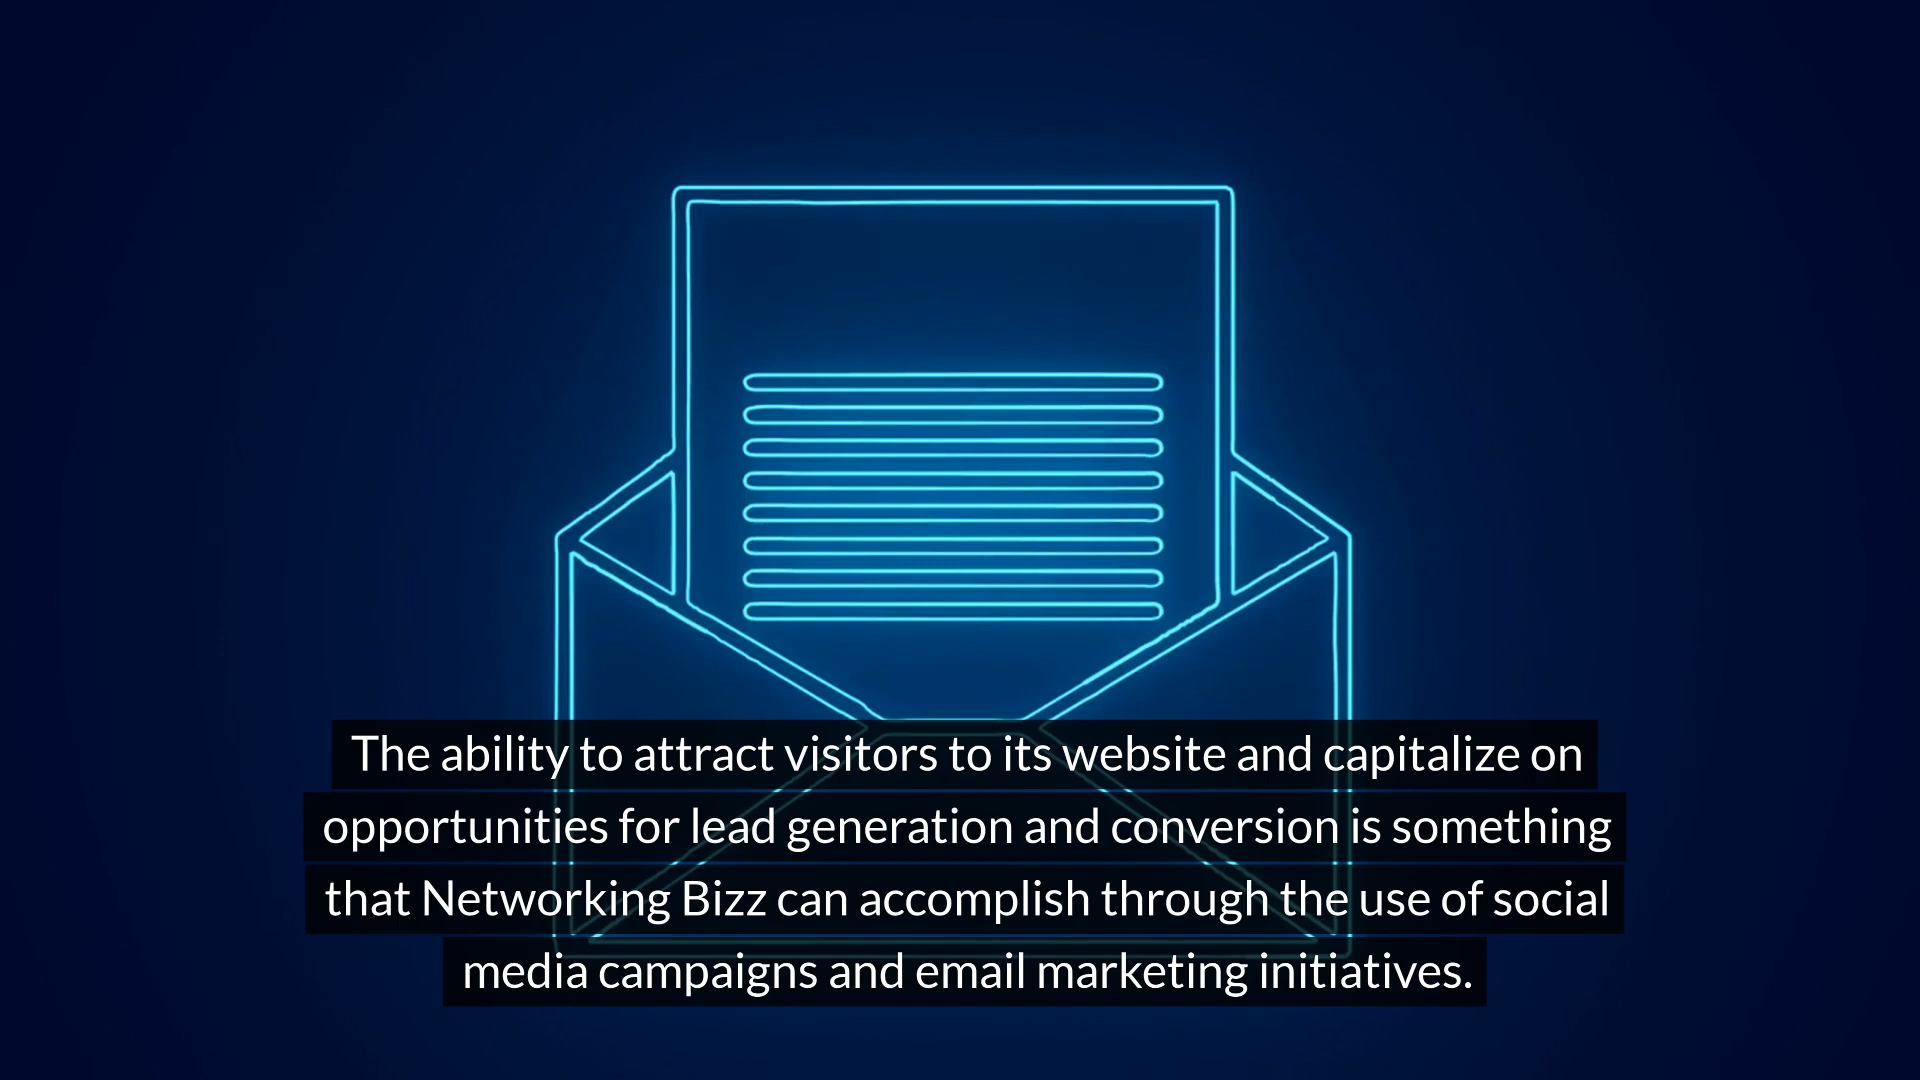 The ability to attract visitors to its website and capitalize on
opportunities for lead generation and conversion is something
that Networking Bizz can accomplish through the use of social
media campaigns and email marketing initiatives.